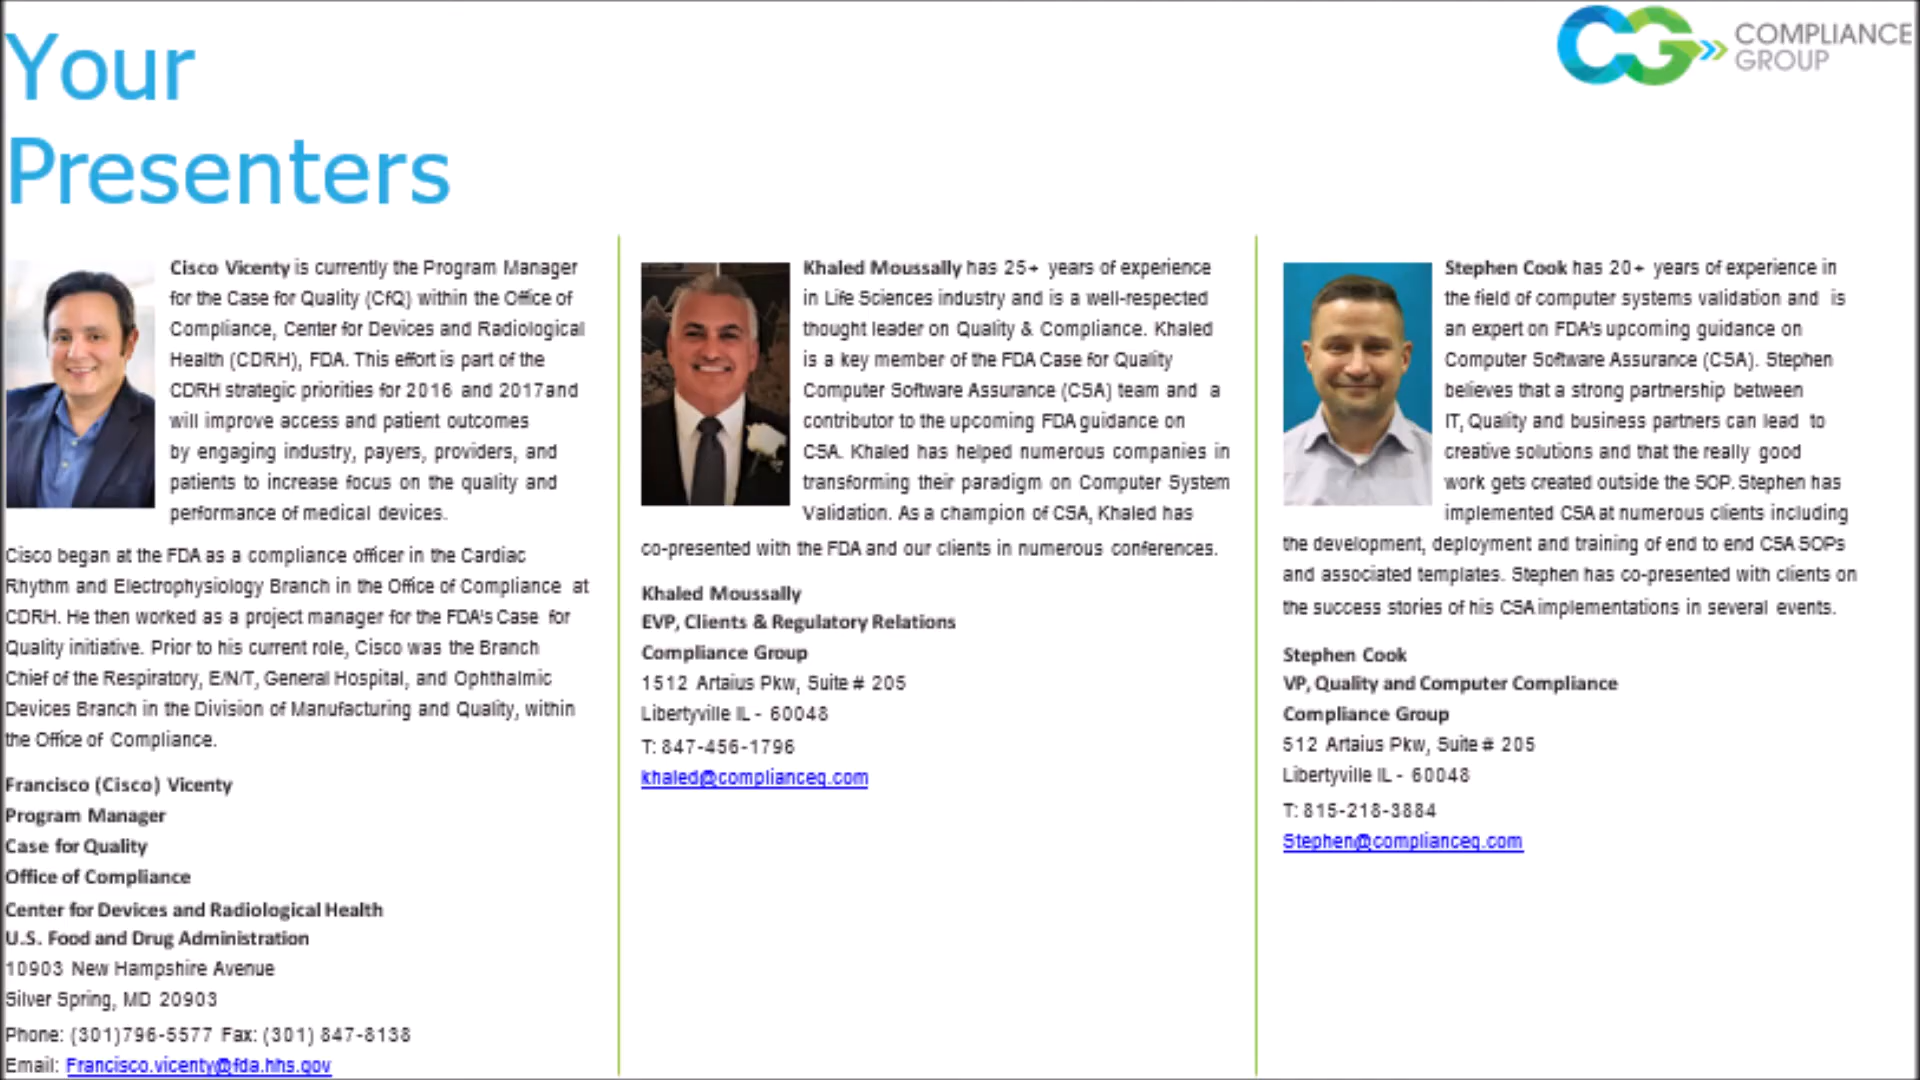 Your
Presenters
COMPLIANCE
GROUP
Cisco Vicenty is currently the Program Manager
for the Case for Quality (CfQ) within the Office of
Compliance, Center for Devices and Radiological
Health (CDRH), FDA. This effort is part of the
CDRH strategic priorities for 2016 and 2017and
will improve access and patient outcomes
by engaging industry, payers, providers, and
patients to increase focus on the quality and
performance of medical devices.
Cisco began at the FDA as a compliance officer in the Cardiac
Rhythm and Electrophysiology Branch in the Office of Compliance at
CDRH. He then worked as a project manager for the FDA's Case for
Quality initiative. Prior to his current role, Cisco was the Branch
Chief of the Respiratory, E/N/T, General Hospital, and Ophthalmic
Devices Branch in the Division of Manufacturing and Quality, within
the Office of Compliance.
Francisco (Cisco) Vicenty
Program Manager
Case for Quality
Office of Compliance
Center for Devices and Radiological Health
U.S. Food and Drug Administration
10903 New Hampshire Avenue
Silver Spring, MD 20903
Phone: (301)796-5577 Fax: (301) 847-8138
Email: Francisco.vicenty@fda.hhs.gov
Khaled Moussally has 25+ years of experience
in Life Sciences industry and is a well-respected
thought leader on Quality & Compliance. Khaled
is a key member of the FDA Case for Quality
Computer Software Assurance (CSA) team and a
contributor to the upcoming FDA guidance on
CSA. Khaled has helped numerous companies in
transforming their paradigm on Computer System
Validation. As a champion of CSA, Khaled has
co-presented with the FDA and our clients in numerous conferences.
Khaled Moussally
EVP, Clients & Regulatory Relations
Compliance Group
1512 Artaius Pkw, Suite # 205
Libertyville IL - 60048
T: 847-456-1796
khaled@complianceq.com
Stephen Cook has 20+ years of experience in
the field of computer systems validation and is
an expert on FDA's upcoming guidance on
Computer Software Assurance (CSA). Stephen
believes that a strong partnership between
IT, Quality and business partners can lead to
creative solutions and that the really good
work gets created outside the SOP. Stephen has
implemented CSA at numerous clients including
the development, deployment and training of end to end CSA SOPs
and associated templates. Stephen has co-presented with clients on
the success stories of his CSA implementations in several events.
Stephen Cook
VP, Quality and Computer Compliance
Compliance Group
512 Artaius Pkw, Suite # 205
Libertyville IL - 60048
T: 815-218-3884
Stephen@complianceq.com